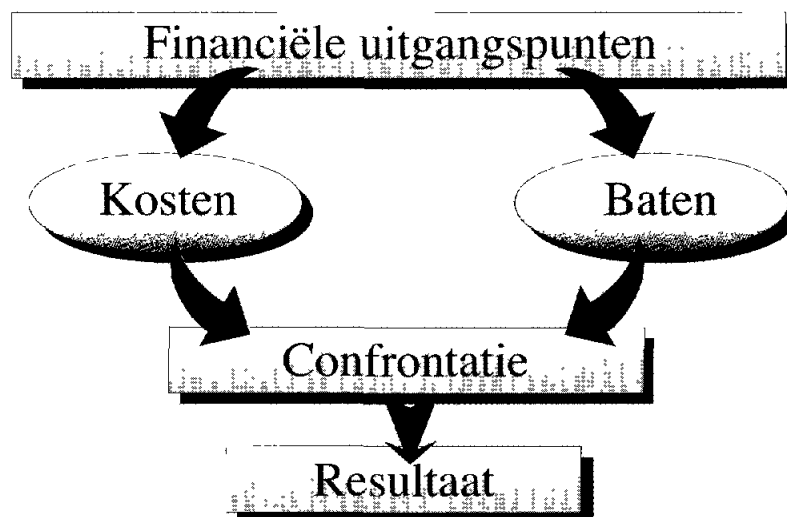 Financiële uitgangspunten
Kosten
Baten
Confrontatie
Resultaat